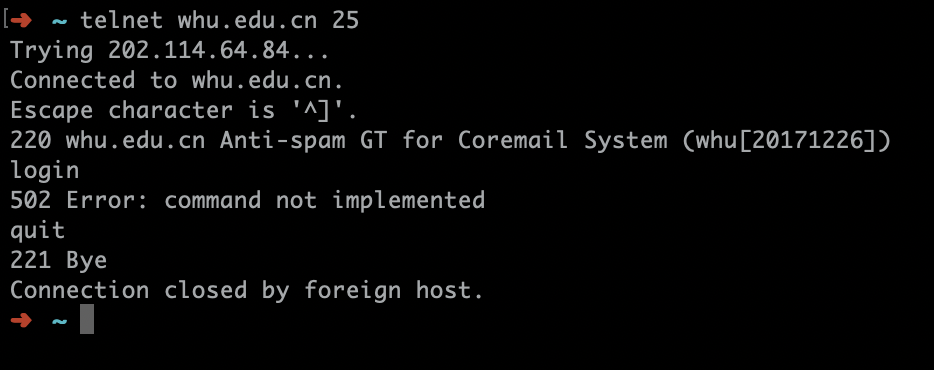 [➜ ~ telnet whu.edu.cn 25
Trying 202.114.64.84...
Connected to whu.edu.cn.
Escape character is '^]'.
220 whu.edu.cn Anti-spam GT for Coremail System (whu[20171226])
login
502 Error: command not implemented
quit
221 Bye
Connection closed by foreign host.
➜ ~